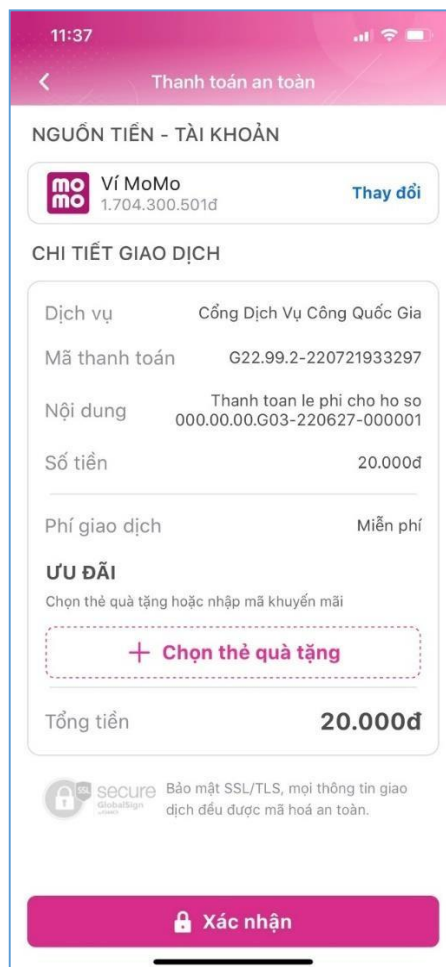 11:37
Thanh toán an toàn
NGUỒN TIỀN - TÀI KHOẢN
mo
mo
Ví MoMo
1.704.300.501đ
Thay đổi
CHI TIẾT GIAO DỊCH
Dịch vụ
Cổng Dịch Vụ Công Quốc Gia
Mã thanh toán
G22.99.2-220721933297
Nội dung
Thanh toan le phi cho ho so
000.00.00.G03-220627-000001
Số tiền
20.000đ
Phí giao dịch
Miễn phí
ƯU ĐÃI
Chọn thẻ quà tặng hoặc nhập mã khuyến mãi
+ Chọn thẻ quà tặng
Tổng tiền
20.000đ
SSL
secure
GlobalSign
Bảo mật SSL/TLS, mọi thông tin giao
dịch đều được mã hoá an toàn.
Xác nhận